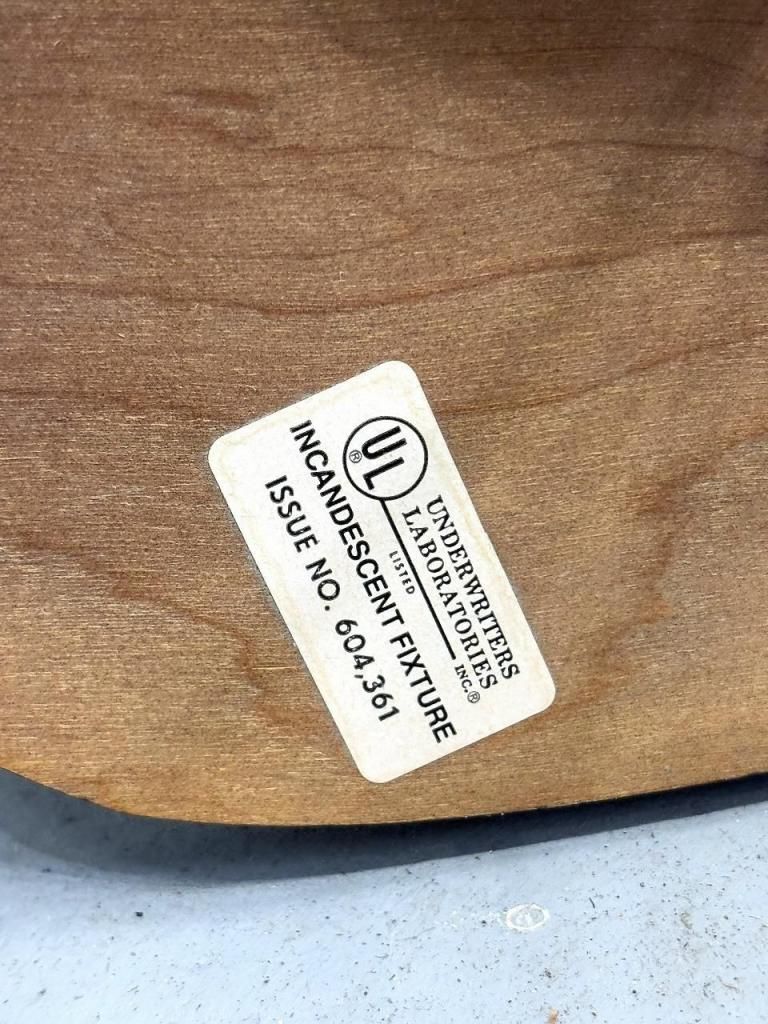 UL®
UNDERWRITERS
LABORATORIES INC.®
LISTED
INCANDESCENT FIXTURE
ISSUE NO. 604,361